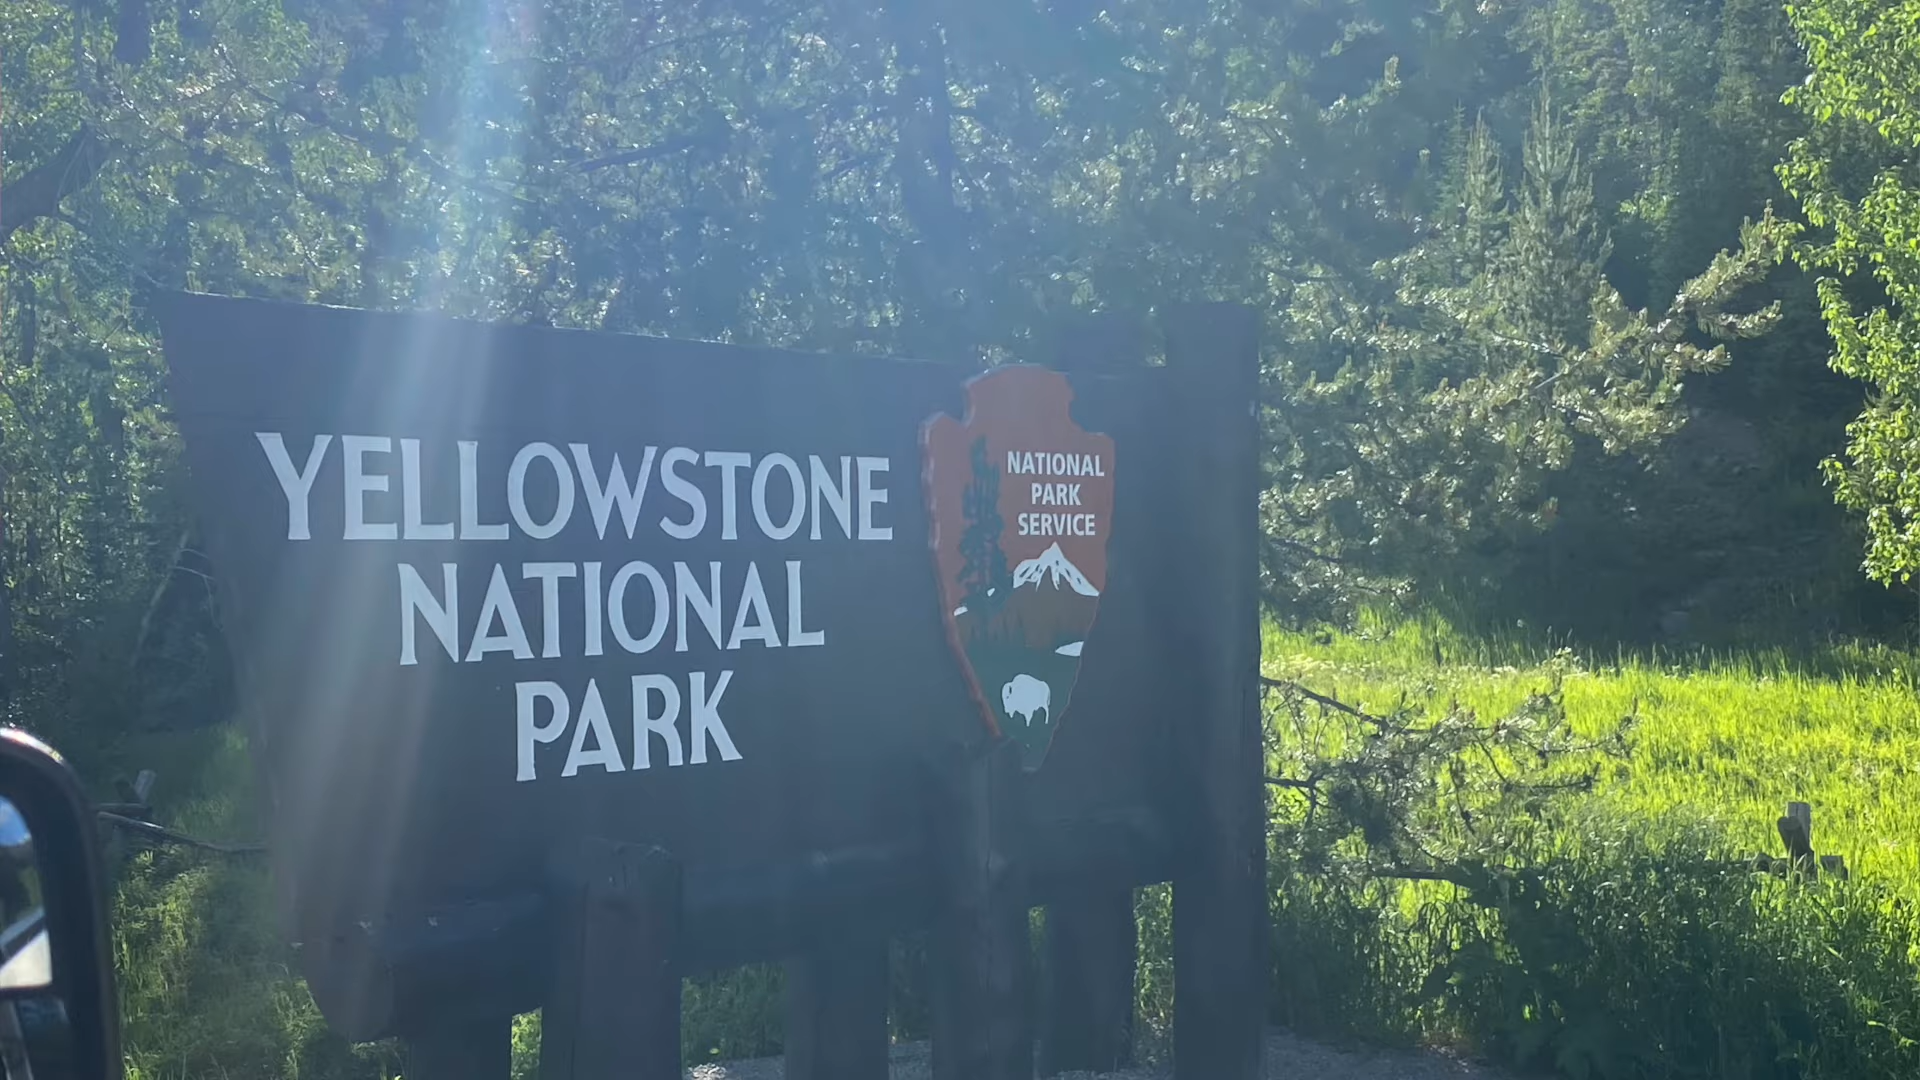 YELLOWSTONE
NATIONAL
PARK
NATIONAL
PARK
SERVICE